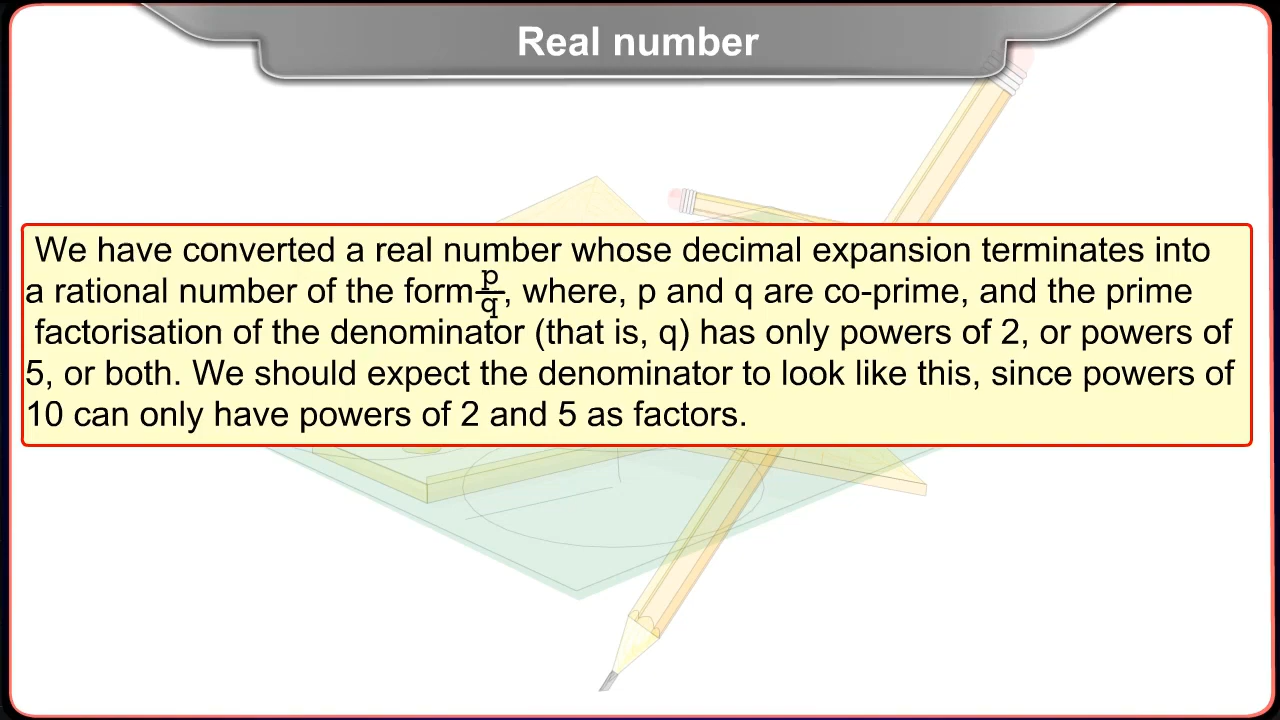 Real number
We have converted a real number whose decimal expansion terminates into
a rational number of the form p/q, where, p and q are co-prime, and the prime
factorisation of the denominator (that is, q) has only powers of 2, or powers of
5, or both. We should expect the denominator to look like this, since powers of
10 can only have powers of 2 and 5 as factors.